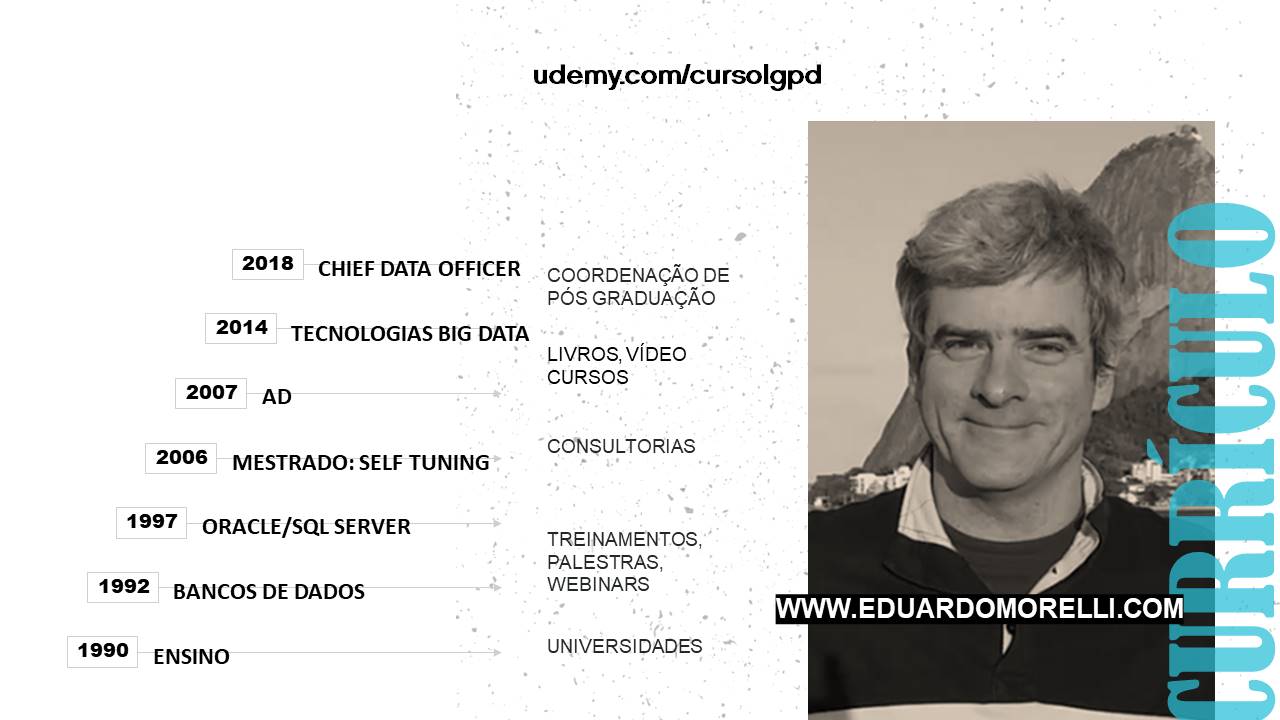 udemy.com/cursolgpd
2018
CHIEF DATA OFFICER
2014
TECNOLOGIAS BIG DATA
2007
AD
2006
MESTRADO: SELF TUNING
1997
ORACLE/SQL SERVER
1992
BANCOS DE DADOS
1990
ENSINO
COORDENAÇÃO DE
PÓS GRADUAÇÃO
LIVROS, VÍDEO
CURSOS
CONSULTORIAS
TREINAMENTOS,
PALESTRAS,
WEBINARS
UNIVERSIDADES
WWW.EDUARDOMORELLI.COM
CURRÍCULO